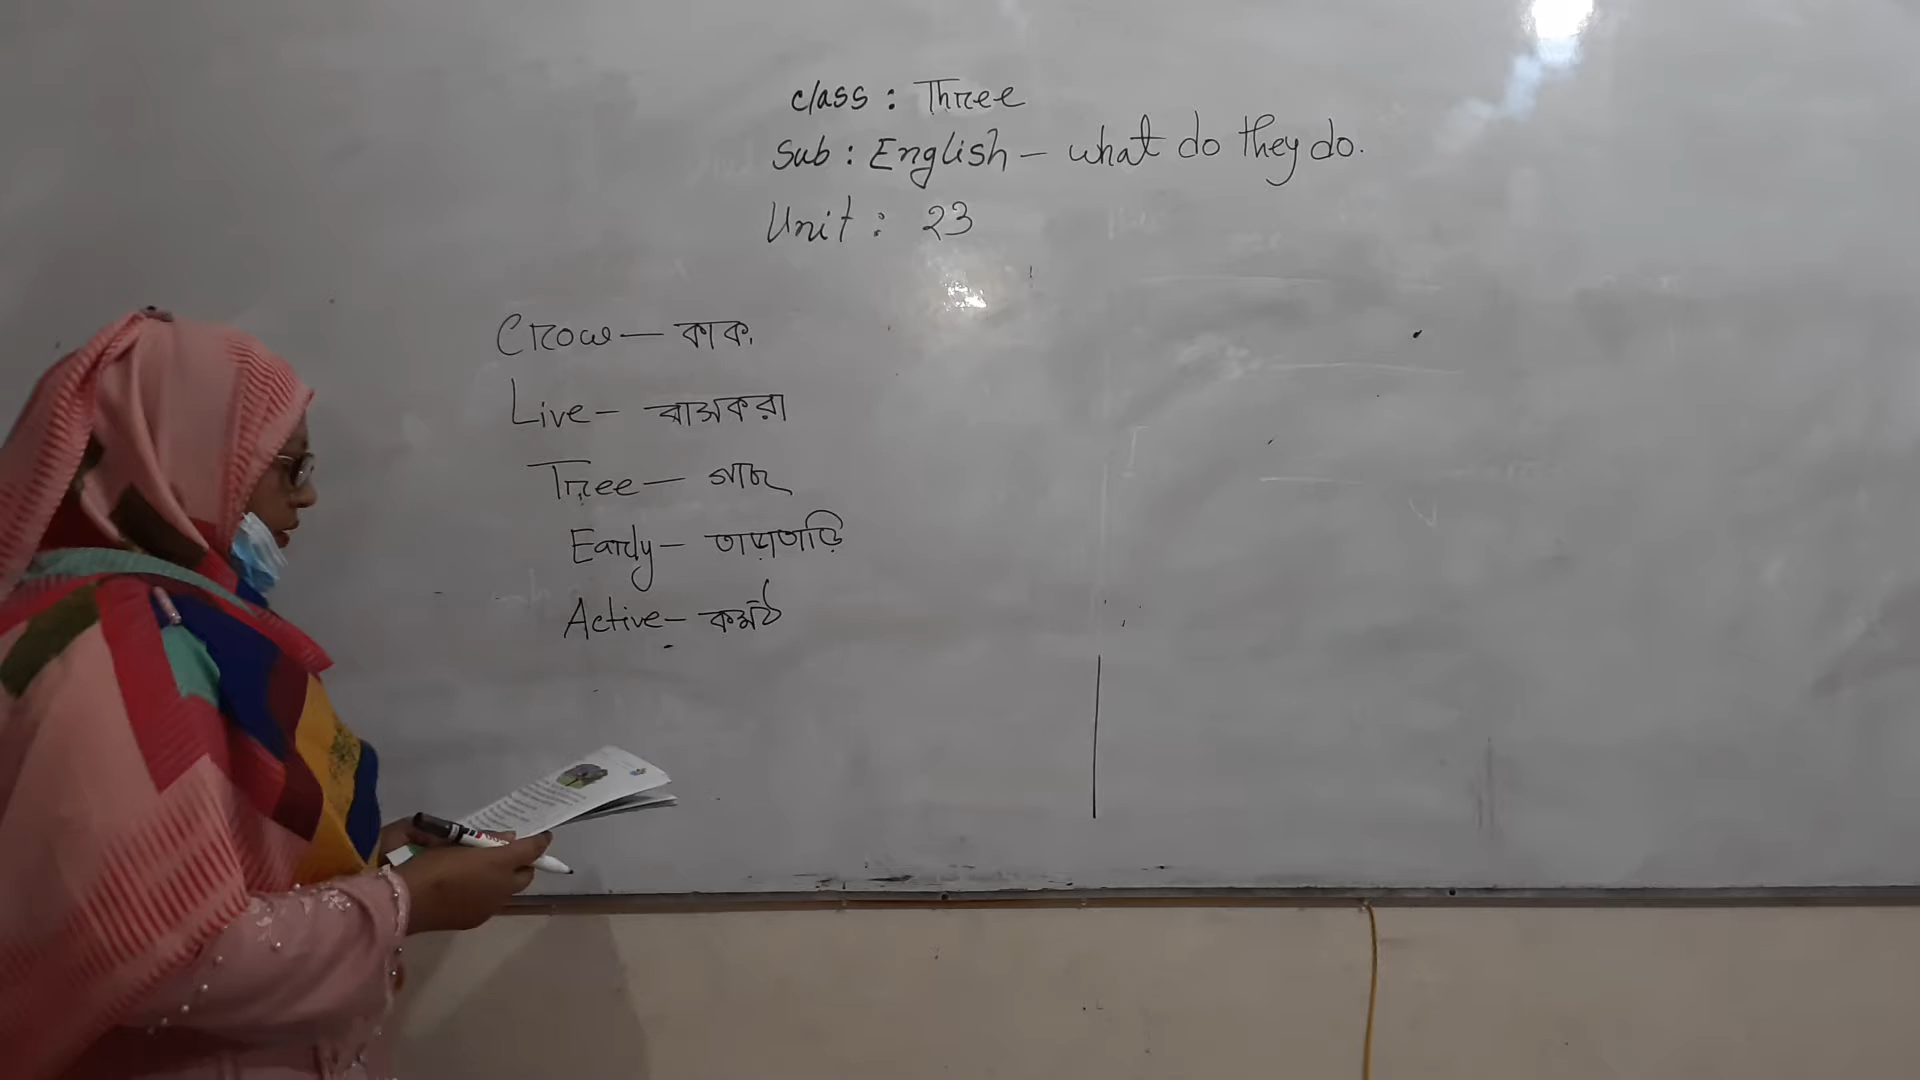 class : Three
Sub : English - what do they do.
Unit : 23
Crow - কাক
Live - বাসকরা
Tree - গাছ
Early - তাড়াতাড়ি
Active - কর্মঠ